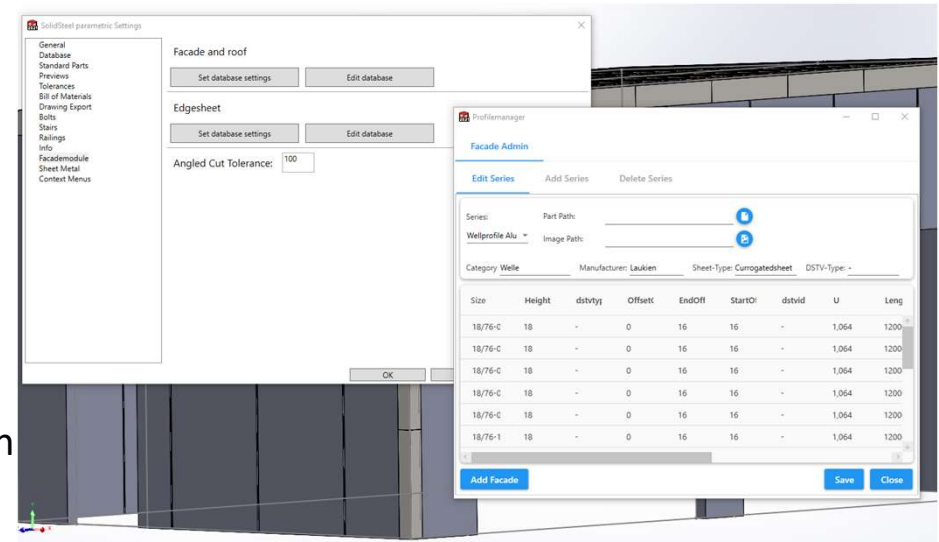 SolidSteel parametric Settings
General
Database
Standard Parts
Previews
Tolerances
Bill of Materials
Drawing Export
Bolts
Stairs
Railings
Info
Facademodule
Sheet Metal
Context Menus
Facade and roof
Set database settings Edit database
Edgesheet
Set database settings Edit database
Angled Cut Tolerance: 100
OK
Profilemanager
Facade Admin
Edit Series Add Series Delete Series
Series: Part Path:
Wellprofile Alu Image Path:
Category Welle Manufacturer: Laukien Sheet-Type: Currogatedsheet DSTV-Type: -
Size Height dstvtyp Offset( EndOff StartO dstvid U Leng
18/76-0 18 - 0 16 16 - 1,064 1200
18/76-0 18 - 0 16 16 - 1,064 1200
18/76-0 18 - 0 16 16 - 1,064 1200
18/76-0 18 - 0 16 16 - 1,064 1200
18/76-0 18 - 0 16 16 - 1,064 1200
18/76-1 18 - 0 16 16 - 1,064 1200
Add Facade Save Close
n